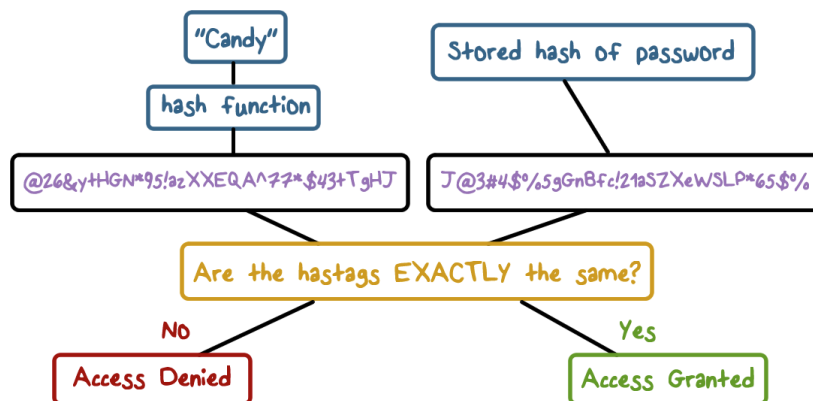 "Candy"
Stored hash of password
hash function
@26&y+HGN*95!azXXEQA^77*$43+TgHJ
J@3#4$%5gGnBfc!21aSZXeWSLP*65$%
Are the hastags EXACTLY the same?
No
Yes
Access Denied
Access Granted